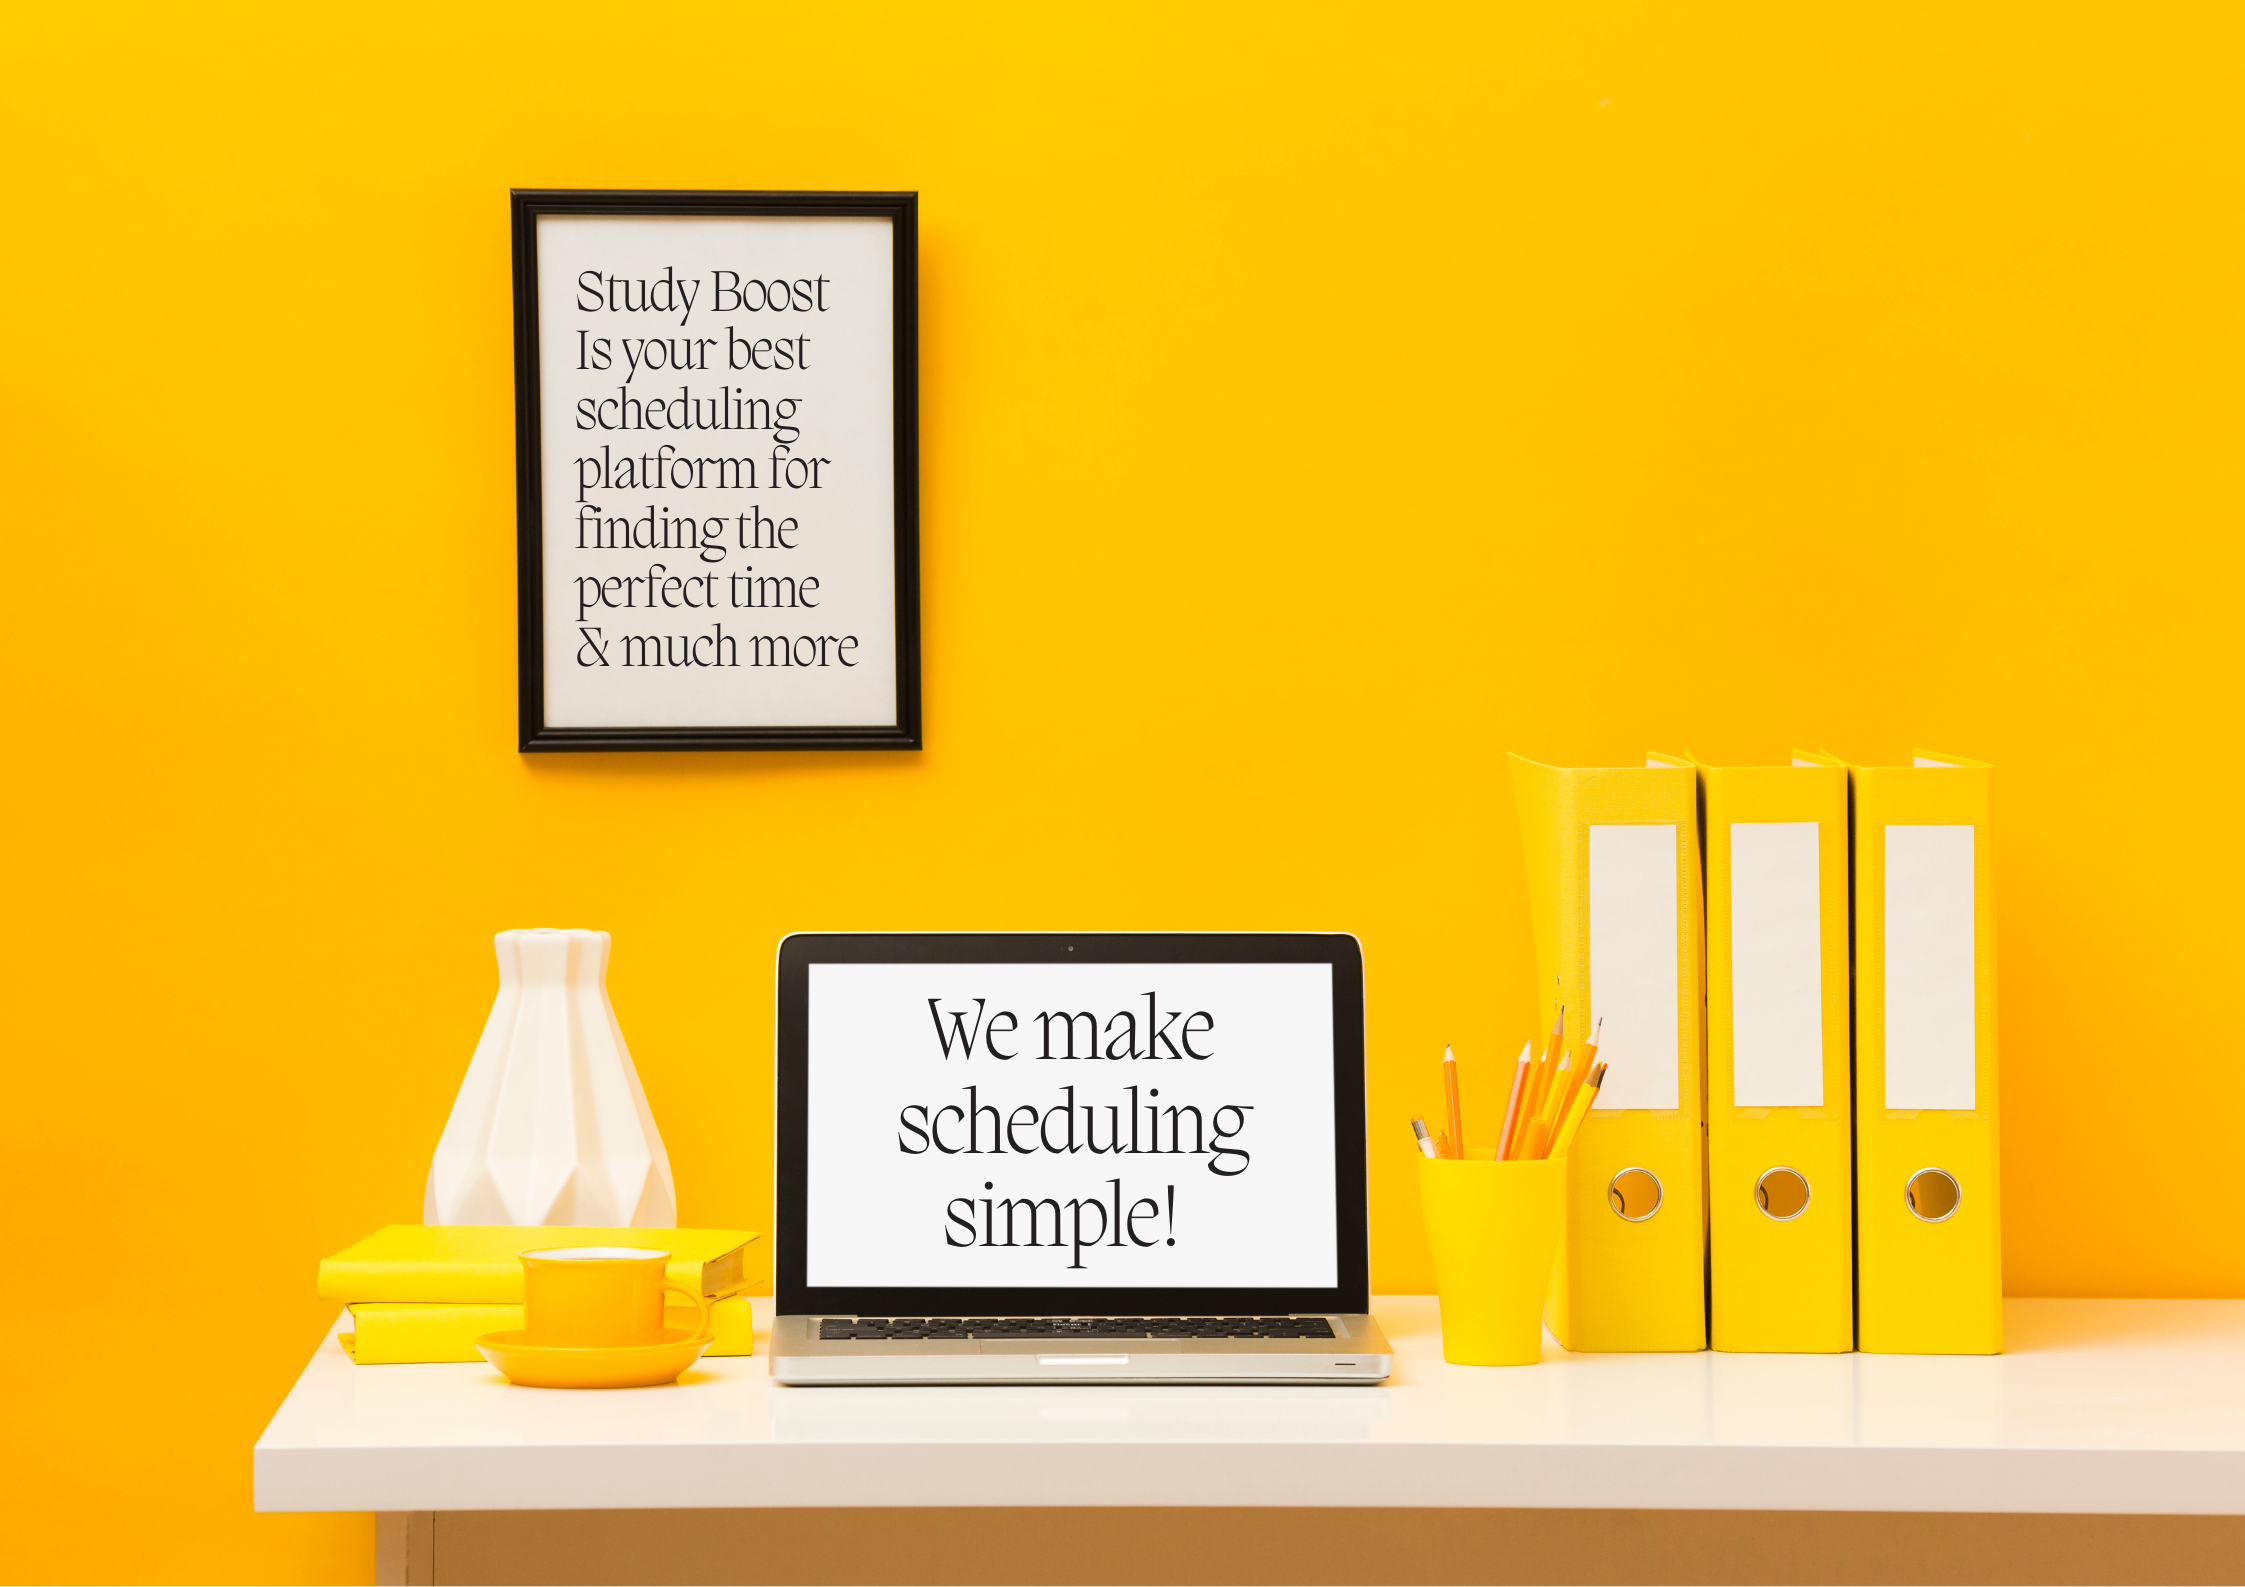 Study Boost
Is your best
scheduling
platform for
finding the
perfect time
& much more
We make
scheduling
simple!